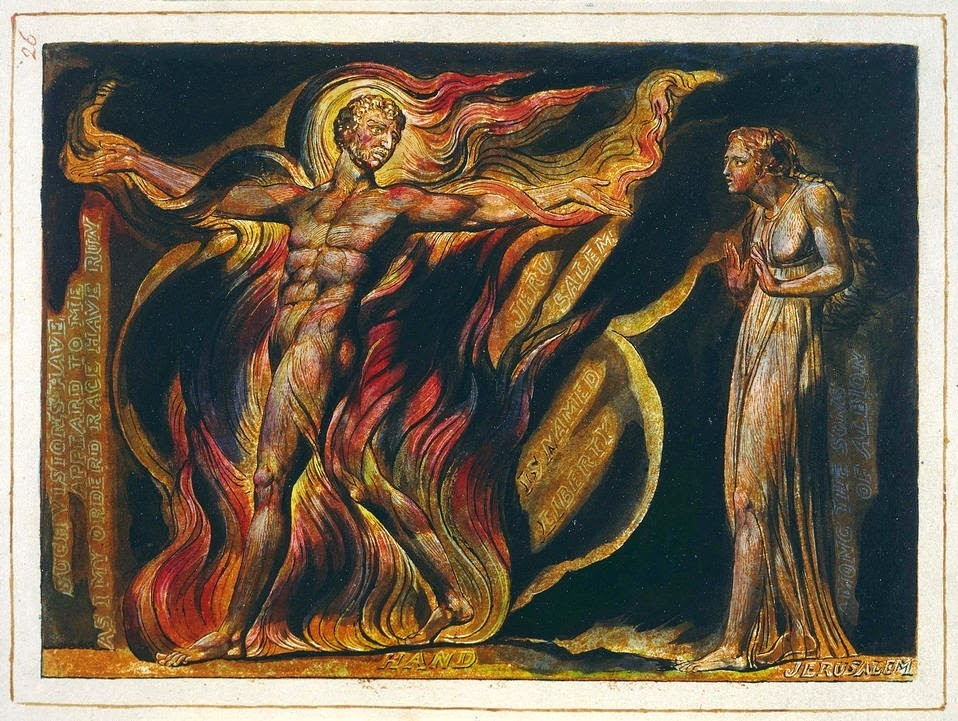 26
SUCH VISIONS HAVE
APPEARD TO ME
AS I MY ORDERD RACE HAVE RUN
JERU
SALEM
IS NAMED
LIBERTY
AMONG THE SONS
OF ALBION
HAND
JERUSALEM